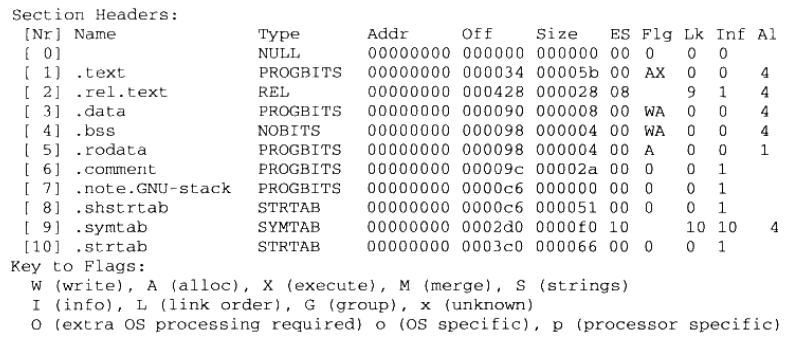 Section Headers:
[Nr] Name Type Addr Off Size ES Flg Lk Inf Al
[ 0] NULL 00000000 000000 000000 00 0 0 0
[ 1] .text PROGBITS 00000000 000034 00005b 00 AX 0 0 4
[ 2] .rel.text REL 00000000 000428 000028 08 9 1 4
[ 3] .data PROGBITS 00000000 000090 000008 00 WA 0 0 4
[ 4] .bss NOBITS 00000000 000098 000004 00 WA 0 0 4
[ 5] .rodata PROGBITS 00000000 000098 000004 00 A 0 0 1
[ 6] .comment PROGBITS 00000000 00009c 00002a 00 0 0 1
[ 7] .note.GNU-stack PROGBITS 00000000 0000c6 000000 00 0 0 1
[ 8] .shstrtab STRTAB 00000000 0000c6 000051 00 0 0 1
[ 9] .symtab SYMTAB 00000000 0002d0 0000f0 10 10 10 4
[10] .strtab STRTAB 00000000 0003c0 000066 00 0 0 1
Key to Flags:
W (write), A (alloc), X (execute), M (merge), S (strings)
I (info), L (link order), G (group), x (unknown)
O (extra OS processing required) o (OS specific), p (processor specific)